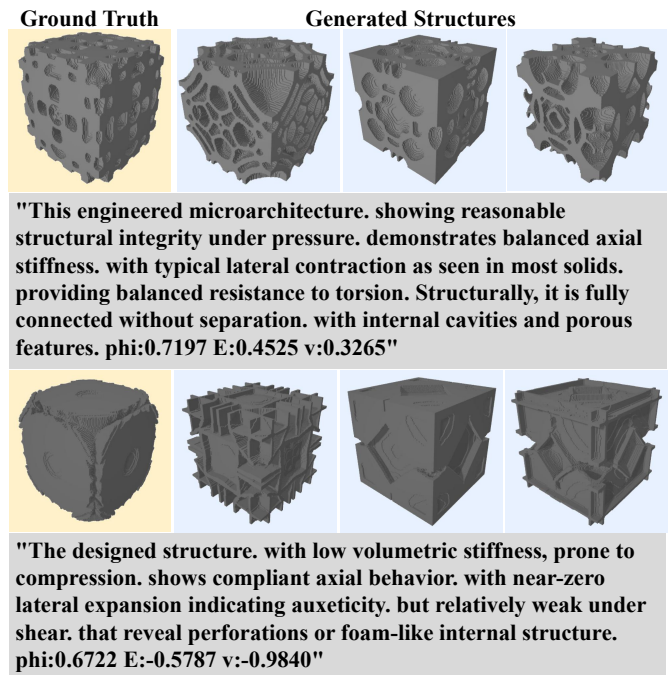 Ground Truth
Generated Structures
"This engineered microarchitecture. showing reasonable
structural integrity under pressure. demonstrates balanced axial
stiffness. with typical lateral contraction as seen in most solids.
providing balanced resistance to torsion. Structurally, it is fully
connected without separation. with internal cavities and porous
features. phi:0.7197 E:0.4525 v:0.3265"
"The designed structure. with low volumetric stiffness, prone to
compression. shows compliant axial behavior. with near-zero
lateral expansion indicating auxeticity. but relatively weak under
shear. that reveal perforations or foam-like internal structure.
phi:0.6722 E:-0.5787 v:-0.9840"